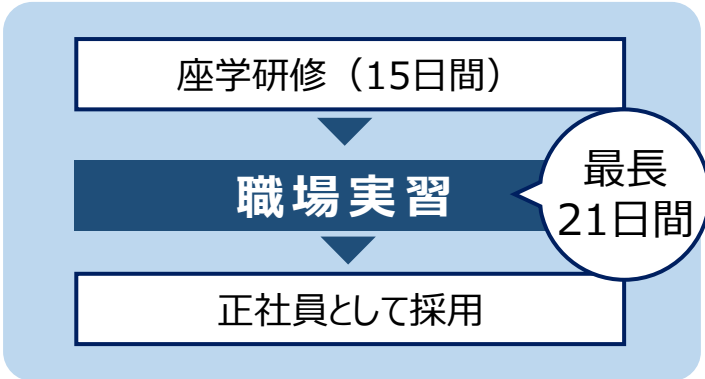 座学研修（15日間）
職場実習
最長
21日間
正社員として採用